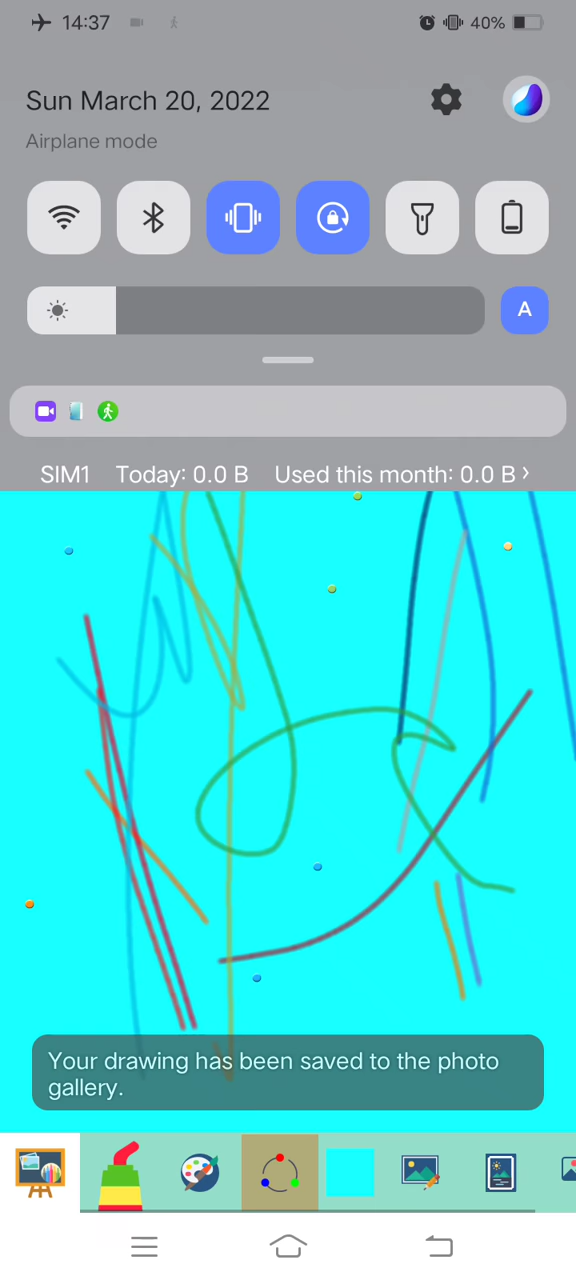 14:37
40%
Sun March 20, 2022
Airplane mode
A
SIM1 Today: 0.0 B Used this month: 0.0 B ›
Your drawing has been saved to the photo
gallery.